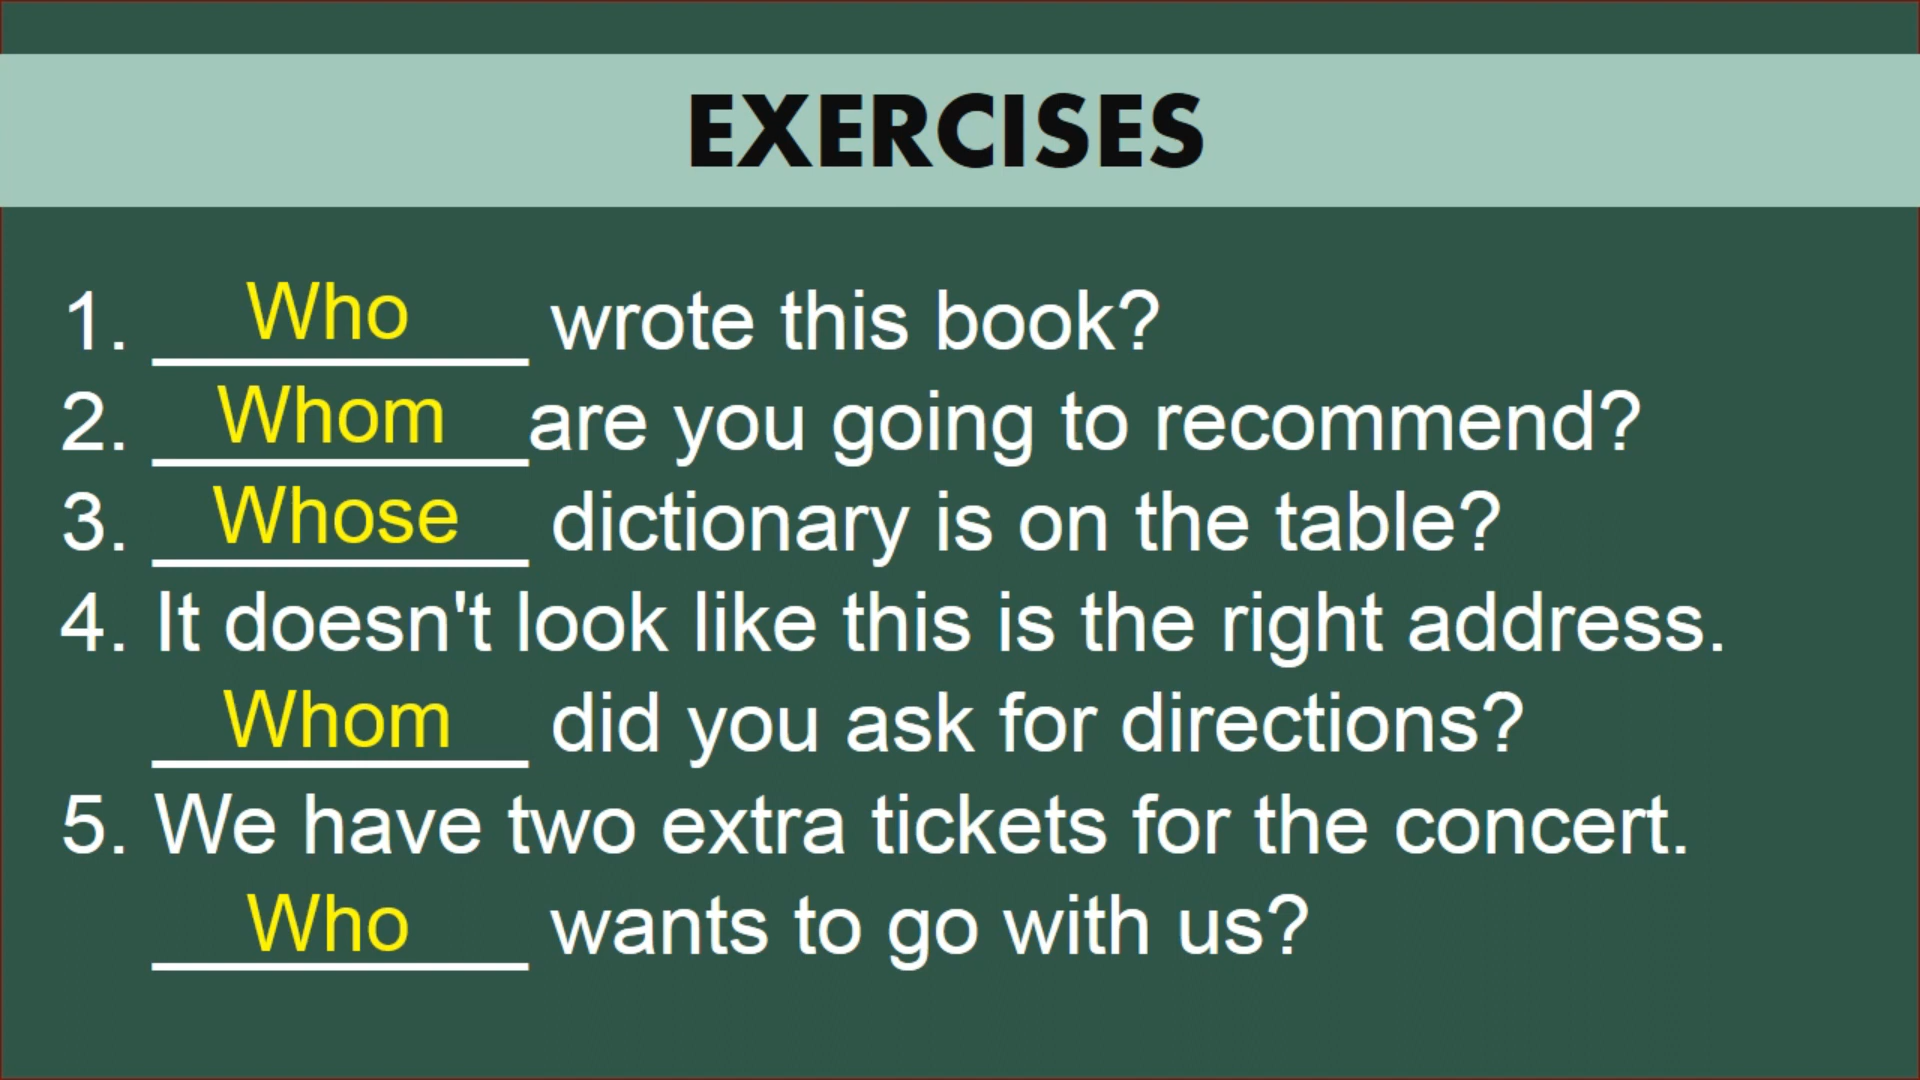 EXERCISES
1. Who wrote this book?
2. Whom are you going to recommend?
3. Whose dictionary is on the table?
4. It doesn't look like this is the right address.
Whom did you ask for directions?
5. We have two extra tickets for the concert.
Who wants to go with us?